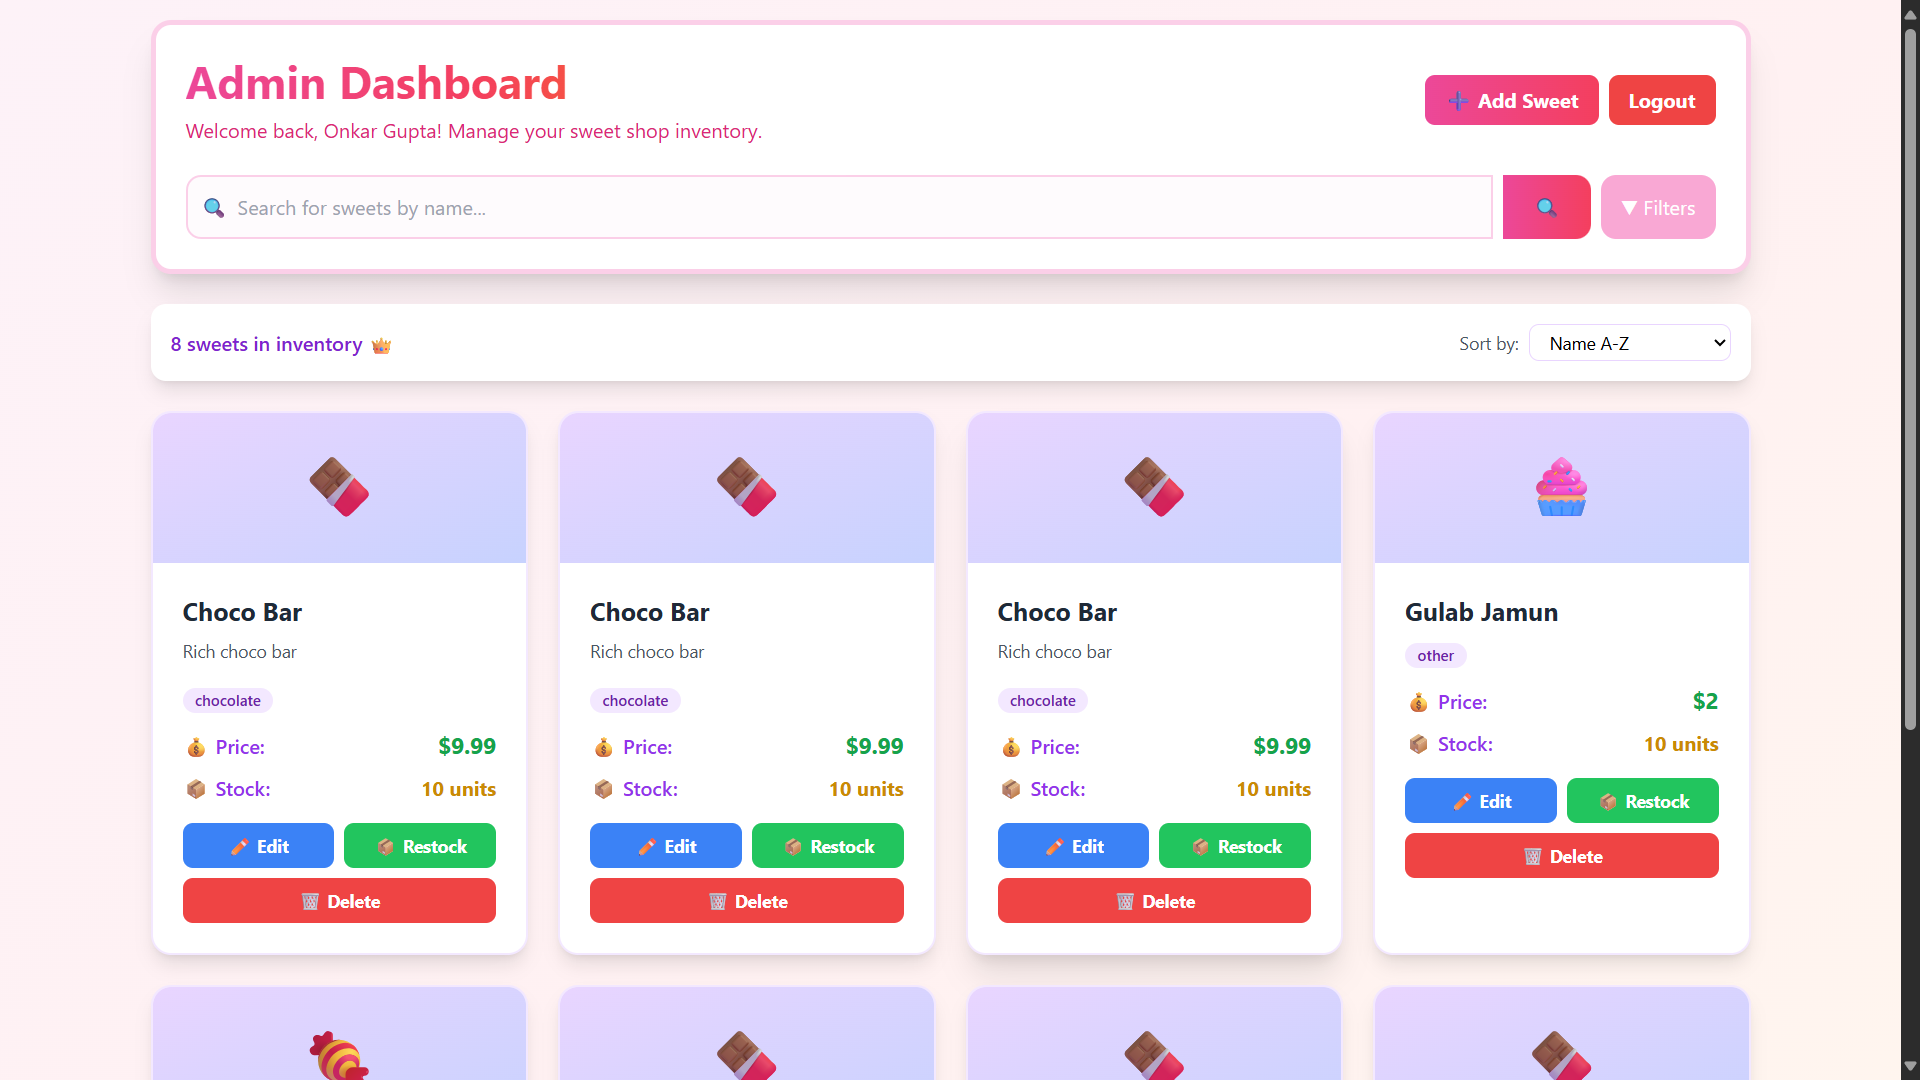 Admin Dashboard
Welcome back, Onkar Gupta! Manage your sweet shop inventory.
Add Sweet
Logout
Search for sweets by name...
Filters
8 sweets in inventory
Sort by: Name A-Z
Choco Bar
Rich choco bar
chocolate
Price: $9.99
Stock: 10 units
Edit Restock
Delete
Choco Bar
Rich choco bar
chocolate
Price: $9.99
Stock: 10 units
Edit Restock
Delete
Choco Bar
Rich choco bar
chocolate
Price: $9.99
Stock: 10 units
Edit Restock
Delete
Gulab Jamun
other
Price: $2
Stock: 10 units
Edit Restock
Delete